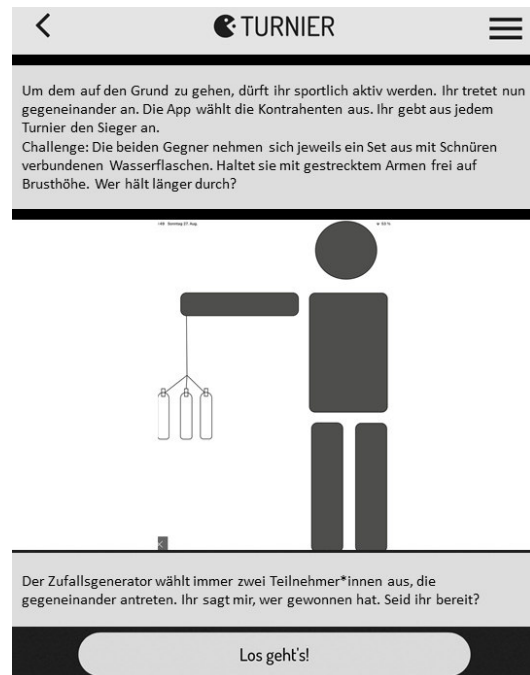 TURNIER
Um dem auf den Grund zu gehen, dürft ihr sportlich aktiv werden. Ihr tretet nun
gegeneinander an. Die App wählt die Kontrahenten aus. Ihr gebt aus jedem
Turnier den Sieger an.
Challenge: Die beiden Gegner nehmen sich jeweils ein Set aus mit Schnüren
verbundenen Wasserflaschen. Haltet sie mit gestrecktem Armen frei auf
Brusthöhe. Wer hält länger durch?
Sonntag 27. Aug.
Der Zufallsgenerator wählt immer zwei Teilnehmer*innen aus, die
gegeneinander antreten. Ihr sagt mir, wer gewonnen hat. Seid ihr bereit?
Los geht's!